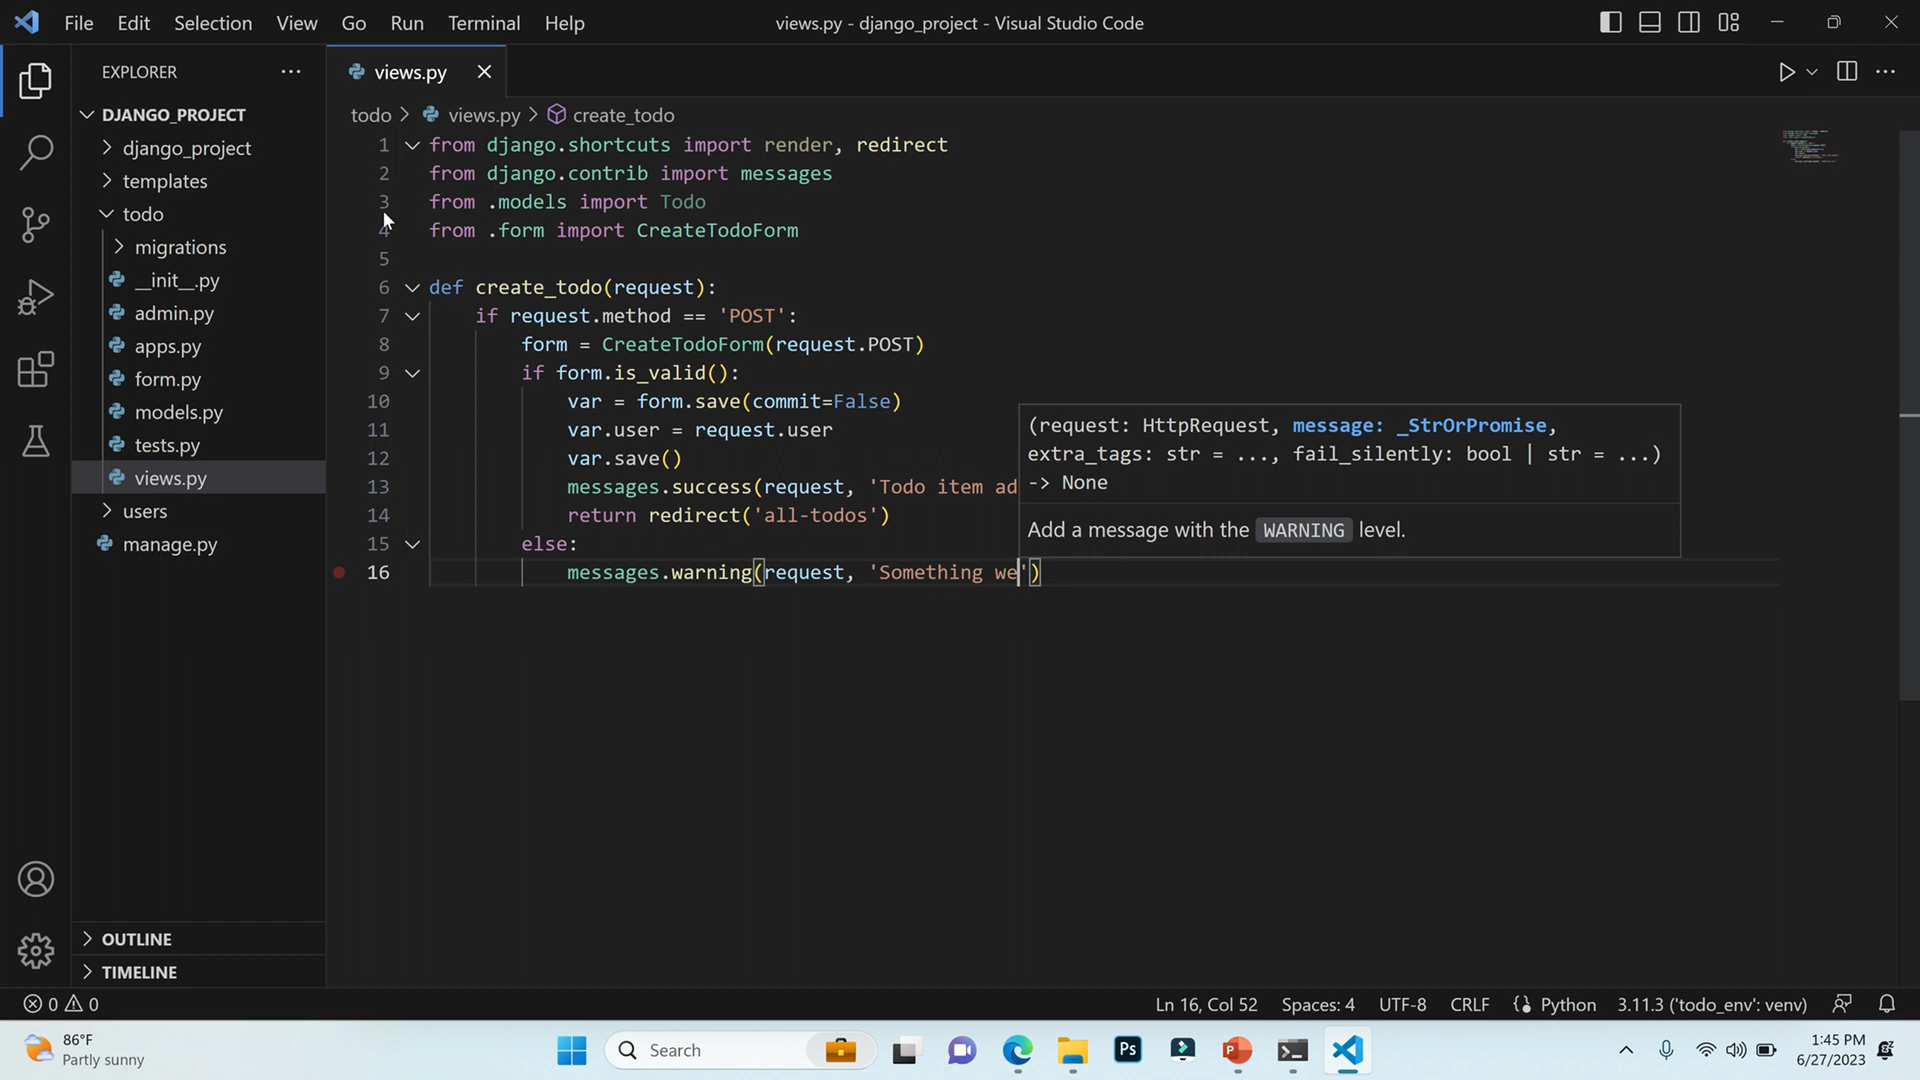 File Edit Selection View Go Run Terminal Help
views.py - django_project - Visual Studio Code
EXPLORER
DJANGO_PROJECT
django_project
templates
todo
migrations
__init__.py
admin.py
apps.py
form.py
models.py
tests.py
views.py
users
manage.py
OUTLINE
TIMELINE
views.py
todo > views.py > create_todo
1 from django.shortcuts import render, redirect
2 from django.contrib import messages
3 from .models import Todo
4 from .form import CreateTodoForm
5
6 def create_todo(request):
7 if request.method == 'POST':
8 form = CreateTodoForm(request.POST)
9 if form.is_valid():
10 var = form.save(commit=False)
11 var.user = request.user
12 var.save()
13 messages.success(request, 'Todo item ad
14 return redirect('all-todos')
15 else:
16 messages.warning(request, 'Something we')
(request: HttpRequest, message: _StrOrPromise,
extra_tags: str = ..., fail_silently: bool | str = ...)
-> None
Add a message with the WARNING level.
0 0
Ln 16, Col 52 Spaces: 4 UTF-8 CRLF Python 3.11.3 ('todo_env': venv)
86°F
Partly sunny
Search
Ps
1:45 PM
6/27/2023